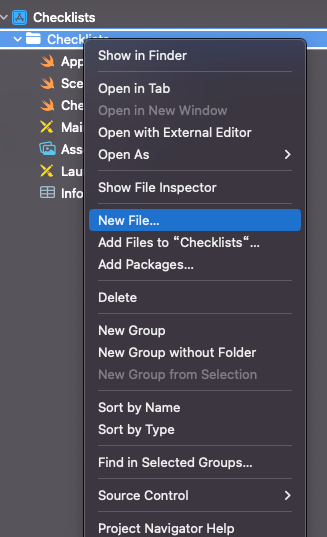 Checklists
Checklists
Show in Finder
App
Open in Tab
Sce
Open in New Window
Che
Open with External Editor
Mai
Open As
Ass
Lau
Show File Inspector
Info
New File...
Add Files to “Checklists”...
Add Packages...
Delete
New Group
New Group without Folder
New Group from Selection
Sort by Name
Sort by Type
Find in Selected Groups...
Source Control
Project Navigator Help